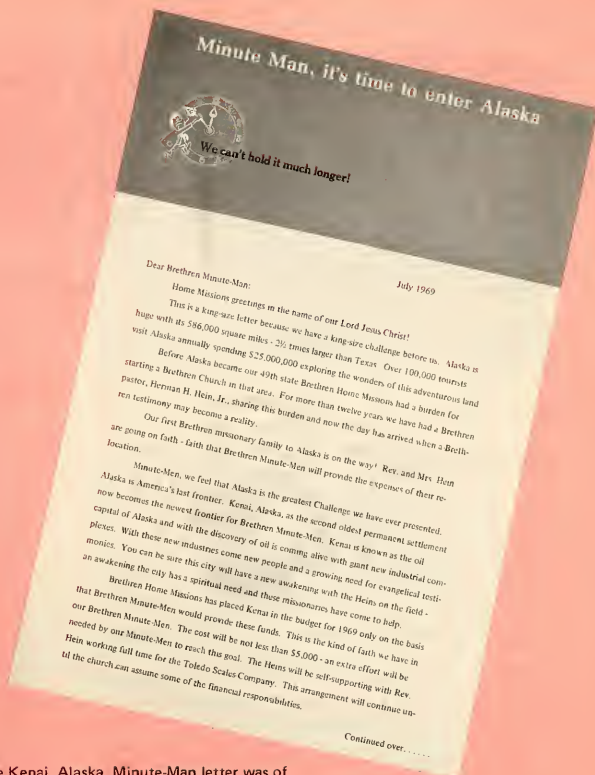 Minute Man, it's time to enter Alaska
We can't hold it much longer!
July 1969
Dear Brethren Minute-Man:
Home Missions greetings in the name of our Lord Jesus Christ!
This is a king-size letter because we have a king-size challenge before us. Alaska is
huge with its 586,000 square miles - 2½ times larger than Texas. Over 100,000 tourists
visit Alaska annually spending $25,000,000 exploring the wonders of this adventurous land
Before Alaska became our 49th state Brethren Home Missions had a burden for
starting a Brethren Church in that area. For more than twelve years we have had a Brethren
pastor, Herman H. Hein, Jr., sharing this burden and now the day has arrived when a Breth-
ren testimony may become a reality.
Our first Brethren missionary family to Alaska is on the way! Rev. and Mrs. Hein
are going on faith - faith that Brethren Minute-Men will provide the expenses of their re-
location.
Minute-Men, we feel that Alaska is the greatest Challenge we have ever presented.
Alaska is America's last frontier. Kenai, Alaska, as the second oldest permanent settlement
now becomes the newest frontier for Brethren Minute-Men. Kenai is known as the oil
capital of Alaska and with the discovery of oil is coming alive with giant new industrial com-
plexes. With these new industries come new people and a growing need for evangelical testi-
monies. You can be sure this city will have a new awakening with the Heins on the field -
an awakening the city has a spiritual need and these missionaries have come to help.
Brethren Home Missions has placed Kenai in the budget for 1969 only on the basis
that Brethren Minute-Men would provide these funds. This is the kind of faith we have in
our Brethren Minute-Men. The cost will be not less than $5,000 - an extra effort will be
needed by our Minute-Men to reach this goal. The Heins will be self-supporting with Rev.
Hein working full time for the Toledo Scales Company. This arrangement will continue un-
til the church can assume some of the financial responsibilities.
Continued over......
Kenai, Alaska, Minute-Man letter was of